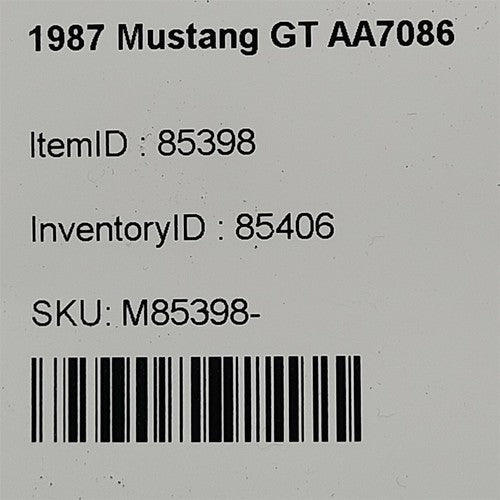 1987 Mustang GT AA7086
ItemID : 85398
InventoryID : 85406
SKU: M85398-